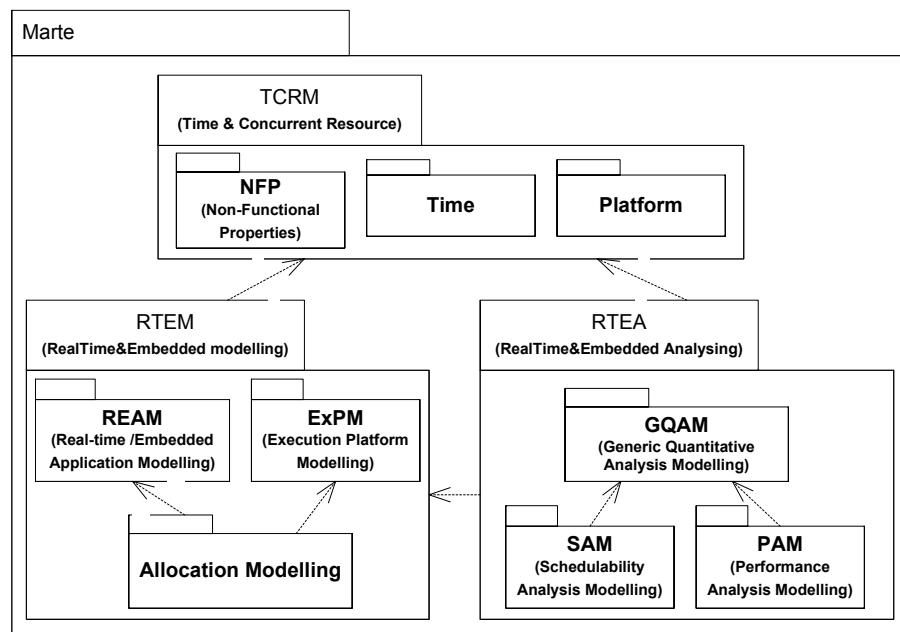 Marte
TCRM
(Time & Concurrent Resource)
NFP
(Non-Functional
Properties)
Time
Platform
RTEM
(RealTime&Embedded modelling)
RTEA
(RealTime&Embedded Analysing)
REAM
(Real-time /Embedded
Application Modelling)
ExPM
(Execution Platform
Modelling)
Allocation Modelling
GQAM
(Generic Quantitative
Analysis Modelling)
SAM
(Schedulability
Analysis Modelling)
PAM
(Performance
Analysis Modelling)